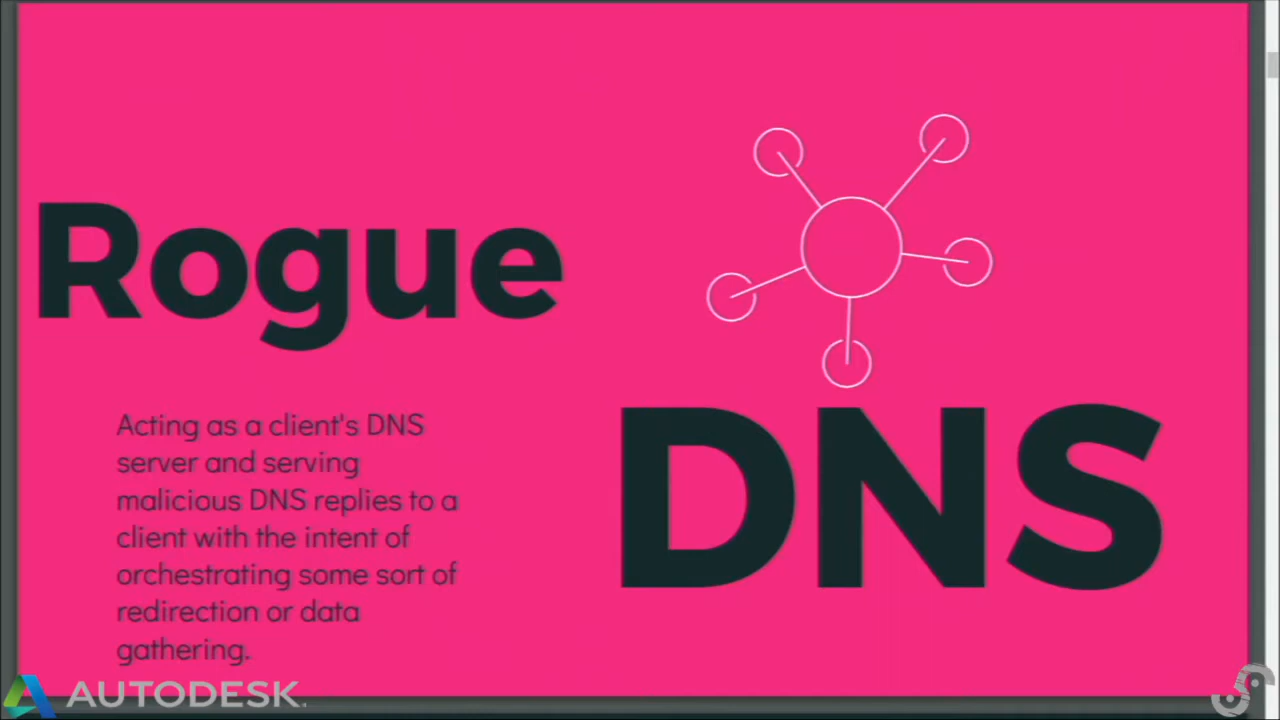 Rogue
DNS
Acting as a client's DNS
server and serving
malicious DNS replies to a
client with the intent of
orchestrating some sort of
redirection or data
gathering.
AUTODESK.